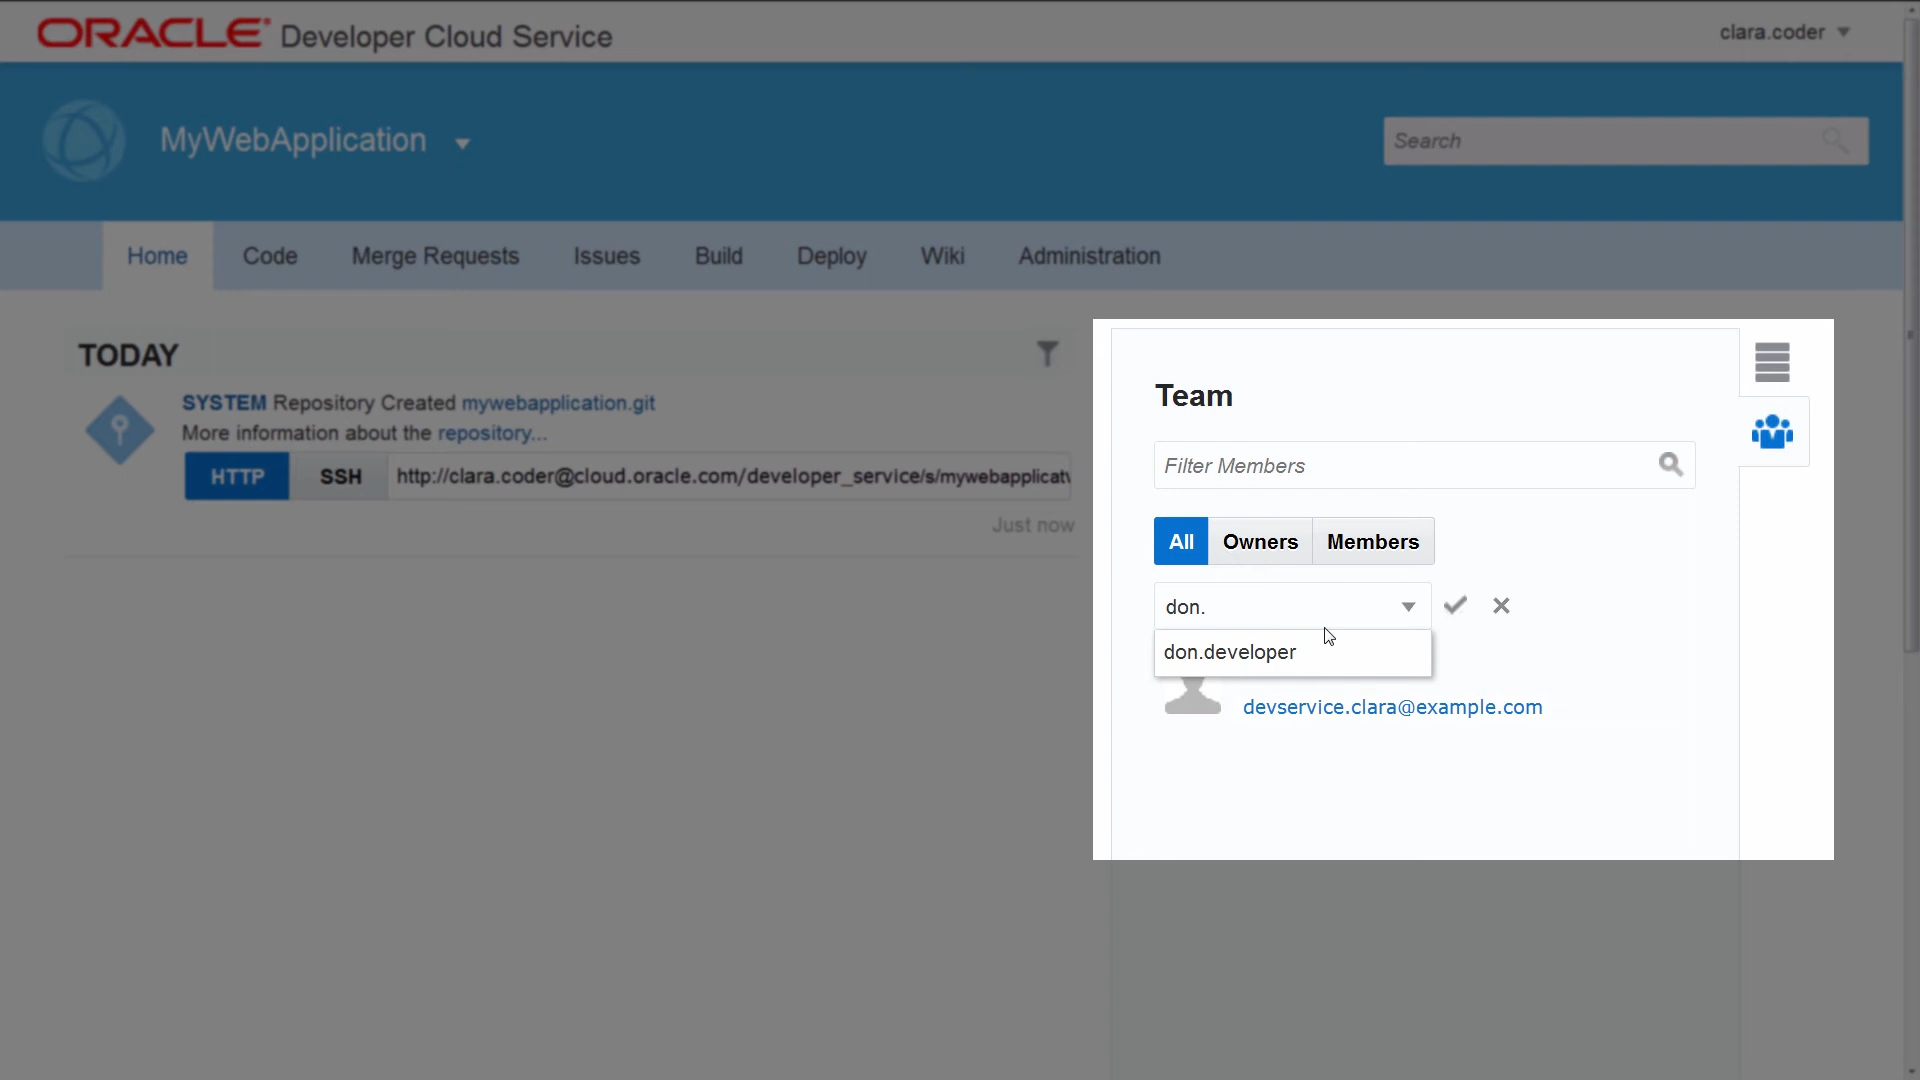 ORACLE Developer Cloud Service
clara.coder
MyWebApplication
Search
Home Code Merge Requests Issues Build Deploy Wiki Administration
TODAY
SYSTEM Repository Created mywebapplication.git
More information about the repository...
HTTP SSH http://clara.coder@cloud.oracle.com/developer_service/s/mywebapplicat
Just now
Team
Filter Members
All Owners Members
don.
don.developer
devservice.clara@example.com